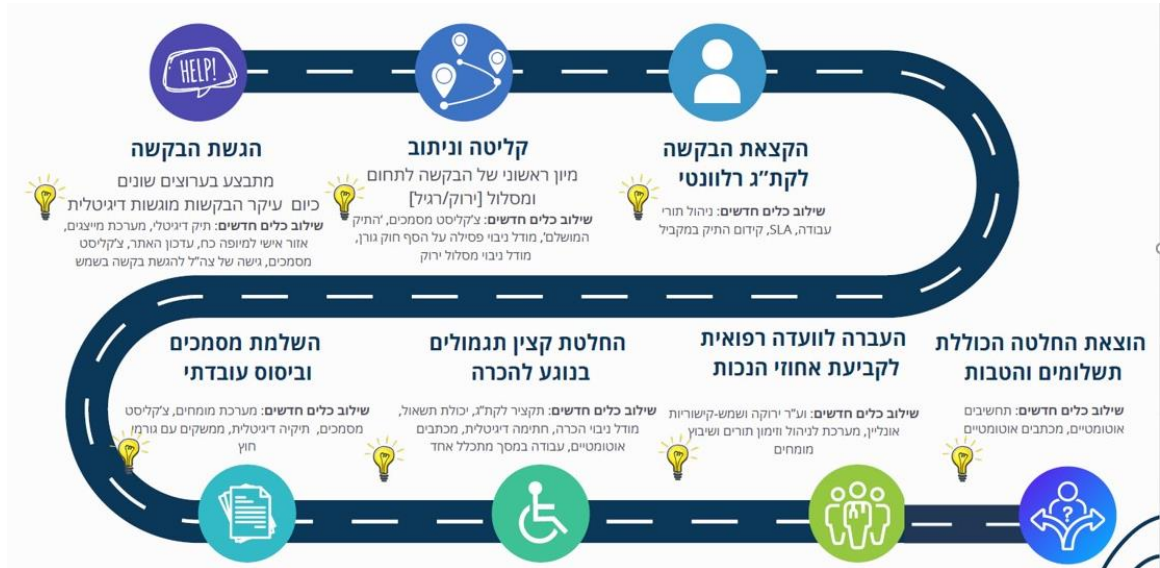 HELP!
הגשת הבקשה
מתבצע בערוצים שונים
כיום עיקר הבקשות מוגשות דיגיטלית
שילוב כלים חדשים: תיק דיגיטלי, מערכת מייצגים,
אזור אישי למיופה כח, עדכון האתר, צ'קליסט
מסמכים, גישה של צה"ל להגשת בקשה בשמש
קליטה וניתוב
מיון ראשוני של הבקשה לתחום
ומסלול [ירוק/רגיל]
שילוב כלים חדשים: צ'קליסט מסמכים, 'התיק
המושלם', מודל ניבוי פסילה על הסף חוק גורן,
מודל ניבוי מסלול ירוק
הקצאת הבקשה
לקת"ג רלוונטי
שילוב כלים חדשים: ניהול תורי
עבודה, SLA, קידום התיק במקביל
השלמת מסמכים
וביסוס עובדתי
שילוב כלים חדשים: מערכת מומחים, צ'קליסט
מסמכים, תיקיה דיגיטלית, ממשקים עם גורמי
חוץ
החלטת קצין תגמולים
בנוגע להכרה
שילוב כלים חדשים: תקציר לקת"ג, יכולת תשאול,
מודל ניבוי הכרה, חתימה דיגיטלית, מכתבים
אוטומטיים, עבודה במסך מתכלל אחד
העברה לוועדה רפואית
לקביעת אחוזי הנכות
שילוב כלים חדשים: וע"ר ירוקה ושמש-קישוריות
אונליין, מערכת לניהול וזימון תורים ושיבוץ
מומחים
הוצאת החלטה הכוללת
תשלומים והטבות
שילוב כלים חדשים: תחשיבים
אוטומטיים, מכתבים אוטומטיים
?